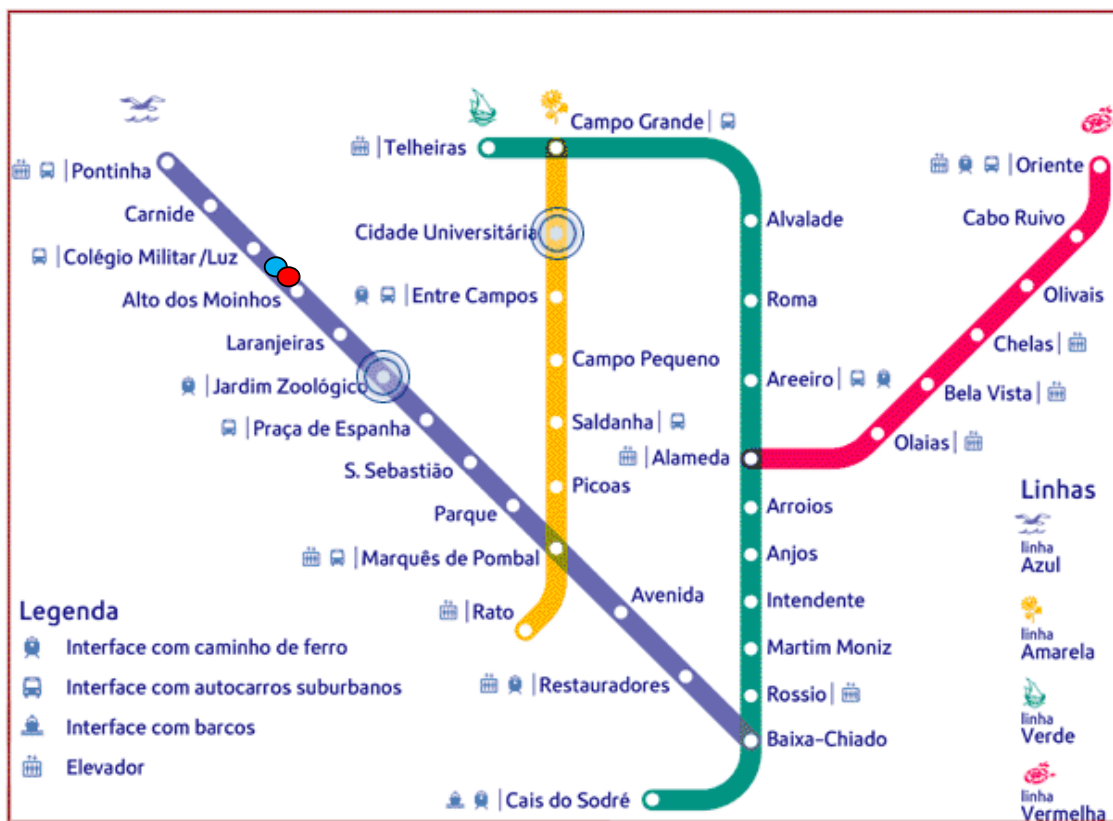 Campo Grande
Telheiras
Pontinha
Oriente
Carnide
Cabo Ruivo
Alvalade
Cidade Universitária
Colégio Militar/Luz
Alto dos Moinhos
Entre Campos
Roma
Olivais
Laranjeiras
Chelas
Campo Pequeno
Jardim Zoológico
Areeiro
Bela Vista
Praça de Espanha
Saldanha
Olaias
Alameda
S. Sebastião
Picoas
Linhas
Parque
Arroios
Marquês de Pombal
Anjos
linha
Azul
Avenida
Intendente
Legenda
Rato
Interface com caminho de ferro
Martim Moniz
linha
Amarela
Interface com autocarros suburbanos
Restauradores
Rossio
Interface com barcos
Baixa-Chiado
linha
Verde
Elevador
Cais do Sodré
linha
Vermelha